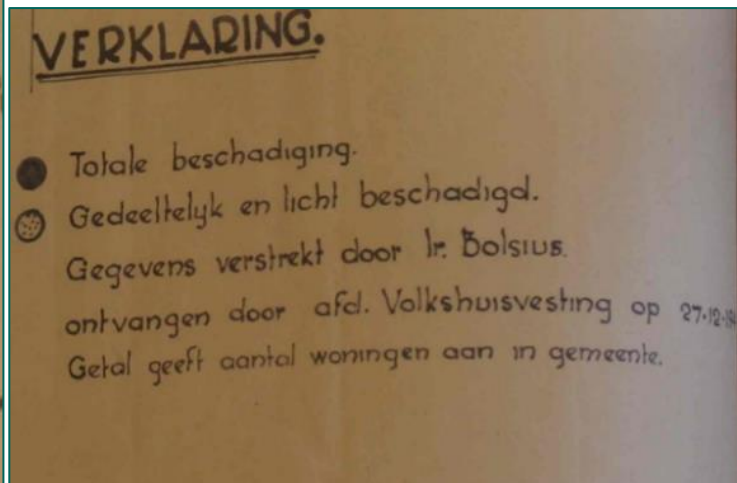 VERKLARING.
Totale beschadiging.
Gedeeltelyk en licht beschadigd.
Gegevens verstrekt door Ir. Bolsius.
ontvangen door afd. Volkshuisvesting op 27-12-19
Getal geeft aantal woningen aan in gemeente.